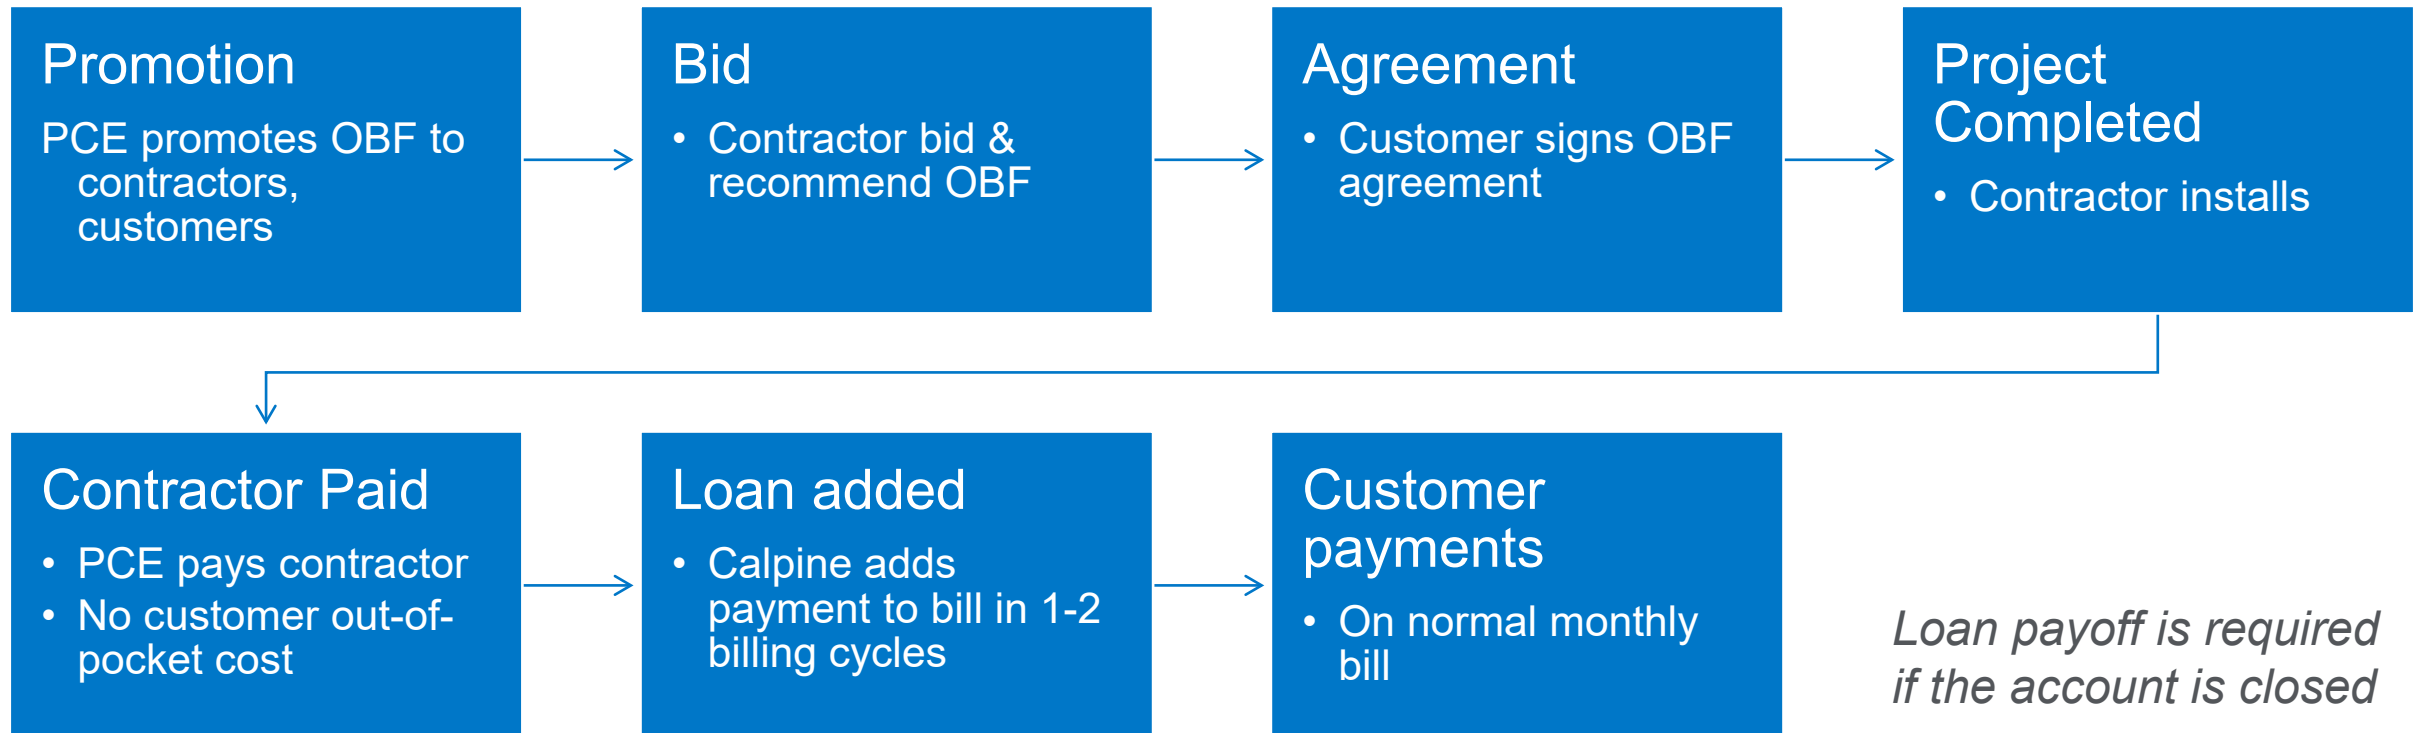 Promotion
PCE promotes OBF to
contractors,
customers
Bid
• Contractor bid &
recommend OBF
Agreement
• Customer signs OBF
agreement
Project
Completed
• Contractor installs
Contractor Paid
• PCE pays contractor
• No customer out-of-
pocket cost
Loan added
• Calpine adds
payment to bill in 1-2
billing cycles
Customer
payments
• On normal monthly
bill
Loan payoff is required
if the account is closed